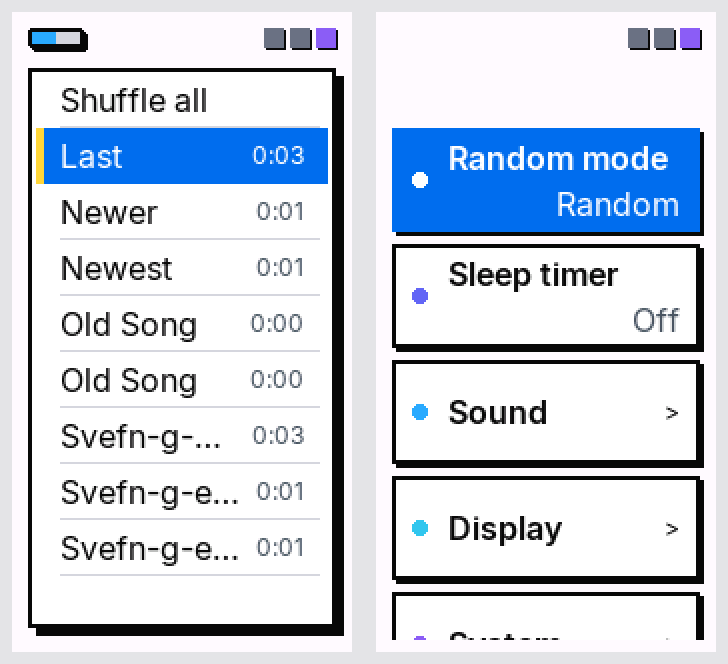 Shuffle all
Last 0:03
Newer 0:01
Newest 0:01
Old Song 0:00
Old Song 0:00
Svefn-g-... 0:03
Svefn-g-e... 0:01
Svefn-g-e... 0:01
Random mode
Random
Sleep timer
Off
Sound >
Display >
System